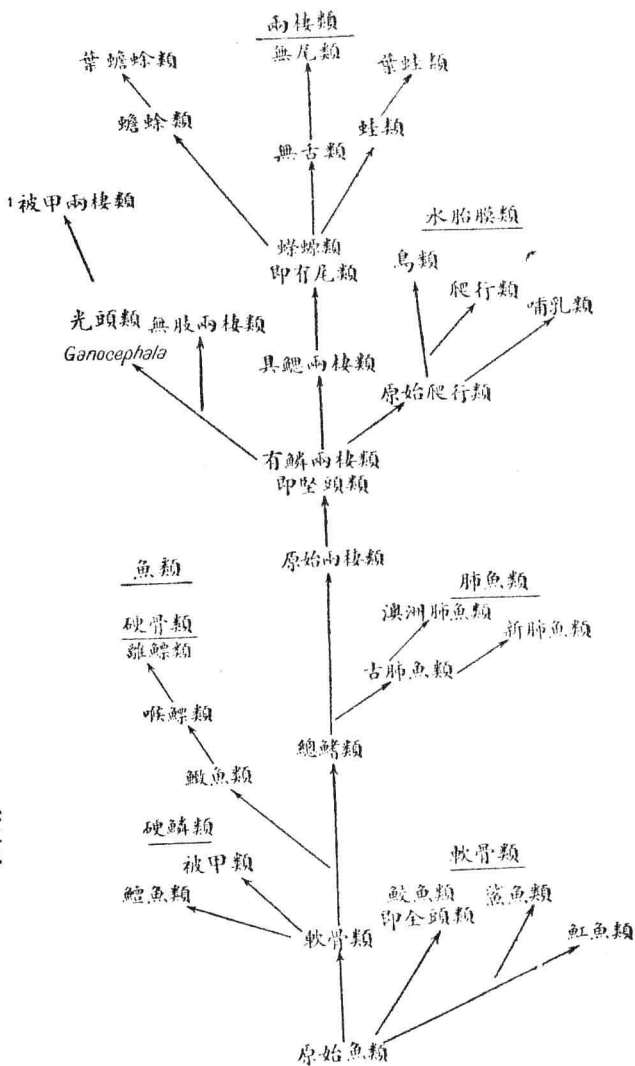 兩棲類
無尾類
葉蟾蜍類
葉蛙類
蟾蜍類
蛙類
無舌類
1被甲兩棲類
水胎膜類
蠑螈類
即有尾類
鳥類
爬行類
哺乳類
光頭類
無肢兩棲類
Ganocephala
具鰓兩棲類
原始爬行類
有鱗兩棲類
即堅頭類
原始兩棲類
魚類
肺魚類
硬骨類
離鰾類
澳洲肺魚類
新肺魚類
古肺魚類
喉鰾類
總鰭類
鰳魚類
硬鱗類
被甲類
軟骨類
鱘魚類
鮫魚類
即全頭類
鯊魚類
軟骨類
魟魚類
原始魚類